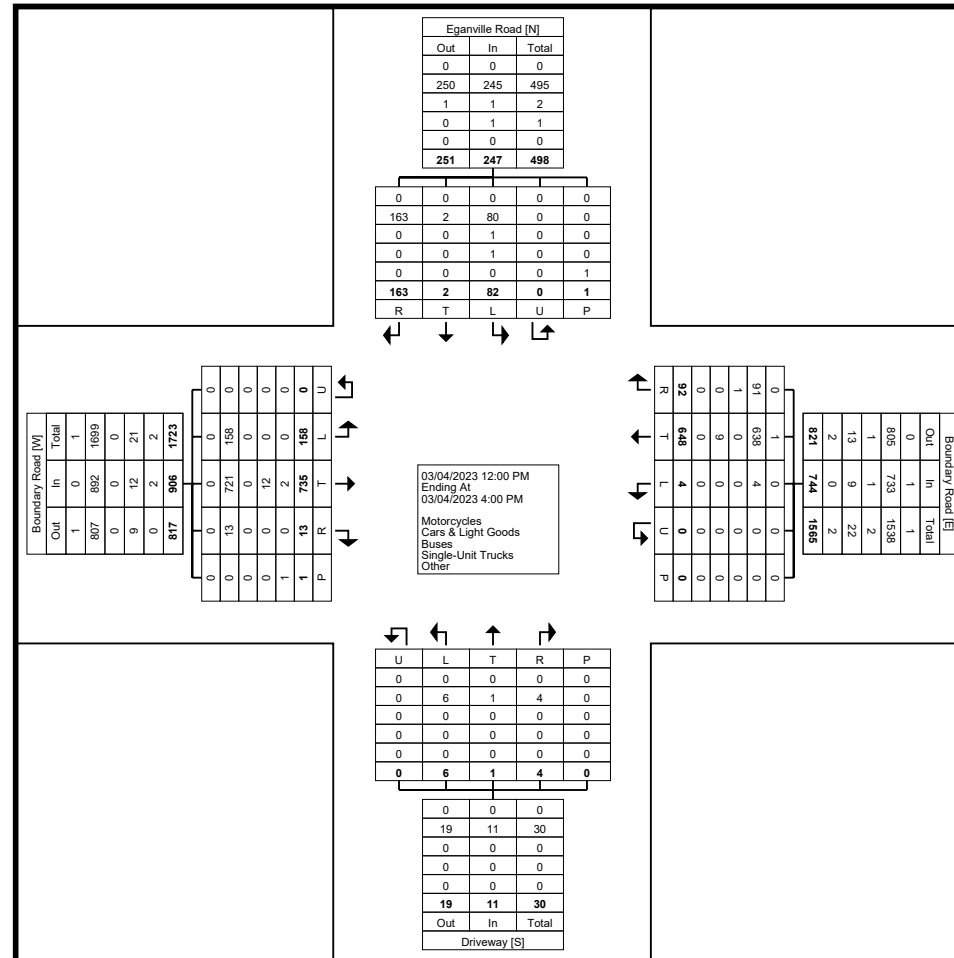 Eganville Road [N]
Out In Total
0 0 0
250 245 495
1 1 2
0 1 1
0 0 0
251 247 498
0 0 0 0 0
163 2 80 0 0
0 0 1 0 0
0 0 1 0 0
0 0 0 0 1
163 2 82 0 1
R T L U P
Boundary Road [W]
Out In Total
1 0 1
807 892 1699
0 0 0
9 12 21
0 2 2
817 906 1723
0 0 0 0 0
0 13 721 158 0
0 0 0 0 0
0 0 12 0 0
1 0 2 0 0
1 13 735 158 0
P R T L U
03/04/2023 12:00 PM
Ending At
03/04/2023 4:00 PM
Motorcycles
Cars & Light Goods
Buses
Single-Unit Trucks
Other
Boundary Road [E]
Out In Total
0 1 1
805 733 1538
1 1 2
13 9 22
2 0 2
821 744 1565
0 1 0 0 0
91 638 4 0 0
1 0 0 0 0
0 9 0 0 0
0 0 0 0 0
92 648 4 0 0
R T L U P
U L T R P
0 0 0 0 0
0 6 1 4 0
0 0 0 0 0
0 0 0 0 0
0 0 0 0 0
0 6 1 4 0
0 0 0
19 11 30
0 0 0
0 0 0
0 0 0
19 11 30
Out In Total
Driveway [S]